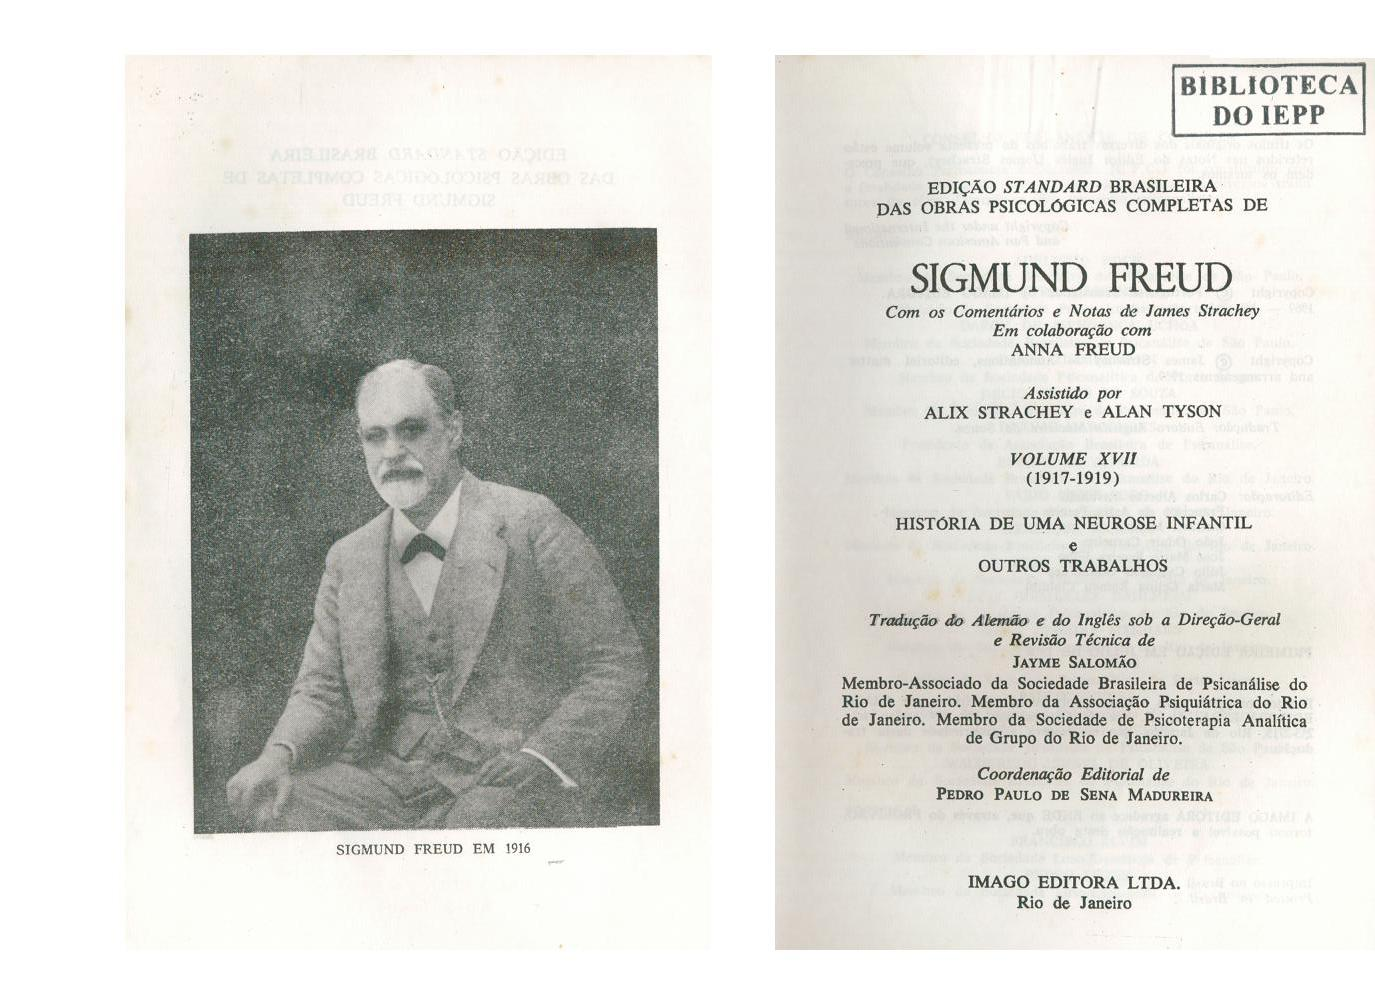 SIGMUND FREUD EM 1916
BIBLIOTECA
DO IEPP
EDIÇÃO STANDARD BRASILEIRA
DAS OBRAS PSICOLÓGICAS COMPLETAS DE
SIGMUND FREUD
Com os Comentários e Notas de James Strachey
Em colaboração com
ANNA FREUD
Assistido por
ALIX STRACHEY e ALAN TYSON
VOLUME XVII
(1917-1919)
HISTÓRIA DE UMA NEUROSE INFANTIL
e
OUTROS TRABALHOS
Tradução do Alemão e do Inglês sob a Direção-Geral
e Revisão Técnica de
JAYME SALOMÃO
Membro-Associado da Sociedade Brasileira de Psicanálise do
Rio de Janeiro. Membro da Associação Psiquiátrica do Rio
de Janeiro. Membro da Sociedade de Psicoterapia Analítica
de Grupo do Rio de Janeiro.
Coordenação Editorial de
PEDRO PAULO DE SENA MADUREIRA
IMAGO EDITORA LTDA.
Rio de Janeiro